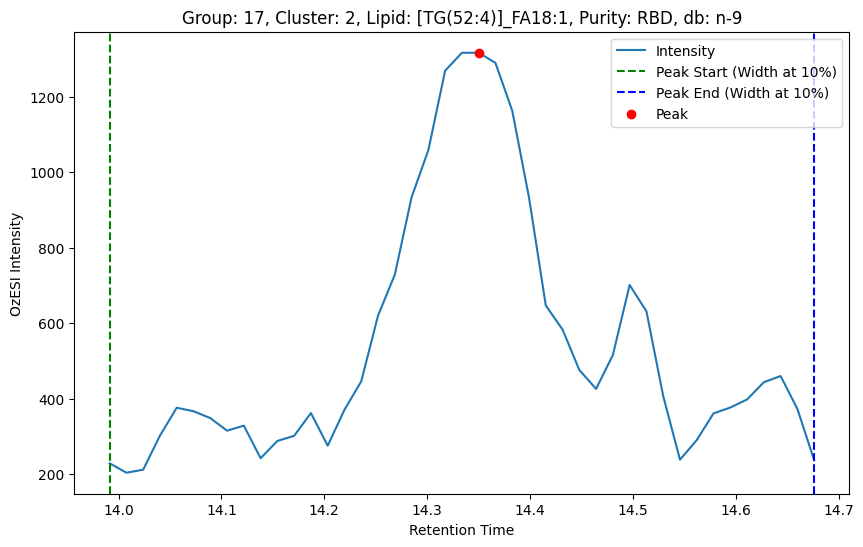 Group: 17, Cluster: 2, Lipid: [TG(52:4)]_FA18:1, Purity: RBD, db: n-9
Intensity
Peak Start (Width at 10%)
Peak End (Width at 10%)
Peak
OzESI Intensity
1200
1000
800
600
400
200
14.0 14.1 14.2 14.3 14.4 14.5 14.6 14.7
Retention Time